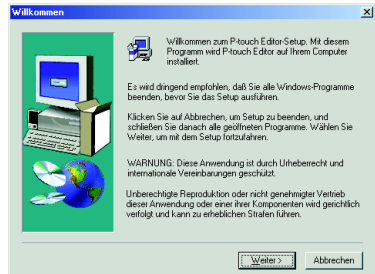 Willkommen
Willkommen zum P-touch Editor-Setup. Mit diesem
Programm wird P-touch Editor auf Ihrem Computer
installiert.
Es wird dringend empfohlen, daß Sie alle Windows-Programme
beenden, bevor Sie das Setup ausführen.
Klicken Sie auf Abbrechen, um Setup zu beenden, und
schließen Sie danach alle geöffneten Programme. Wählen Sie
Weiter, um mit dem Setup fortzufahren.
WARNUNG: Diese Anwendung ist durch Urheberrecht und
internationale Vereinbarungen geschützt.
Unberechtigte Reproduktion oder nicht genehmigter Vertrieb
dieser Anwendung oder einer ihrer Komponenten wird gerichtlich
verfolgt und kann zu erheblichen Strafen führen.
Weiter > Abbrechen